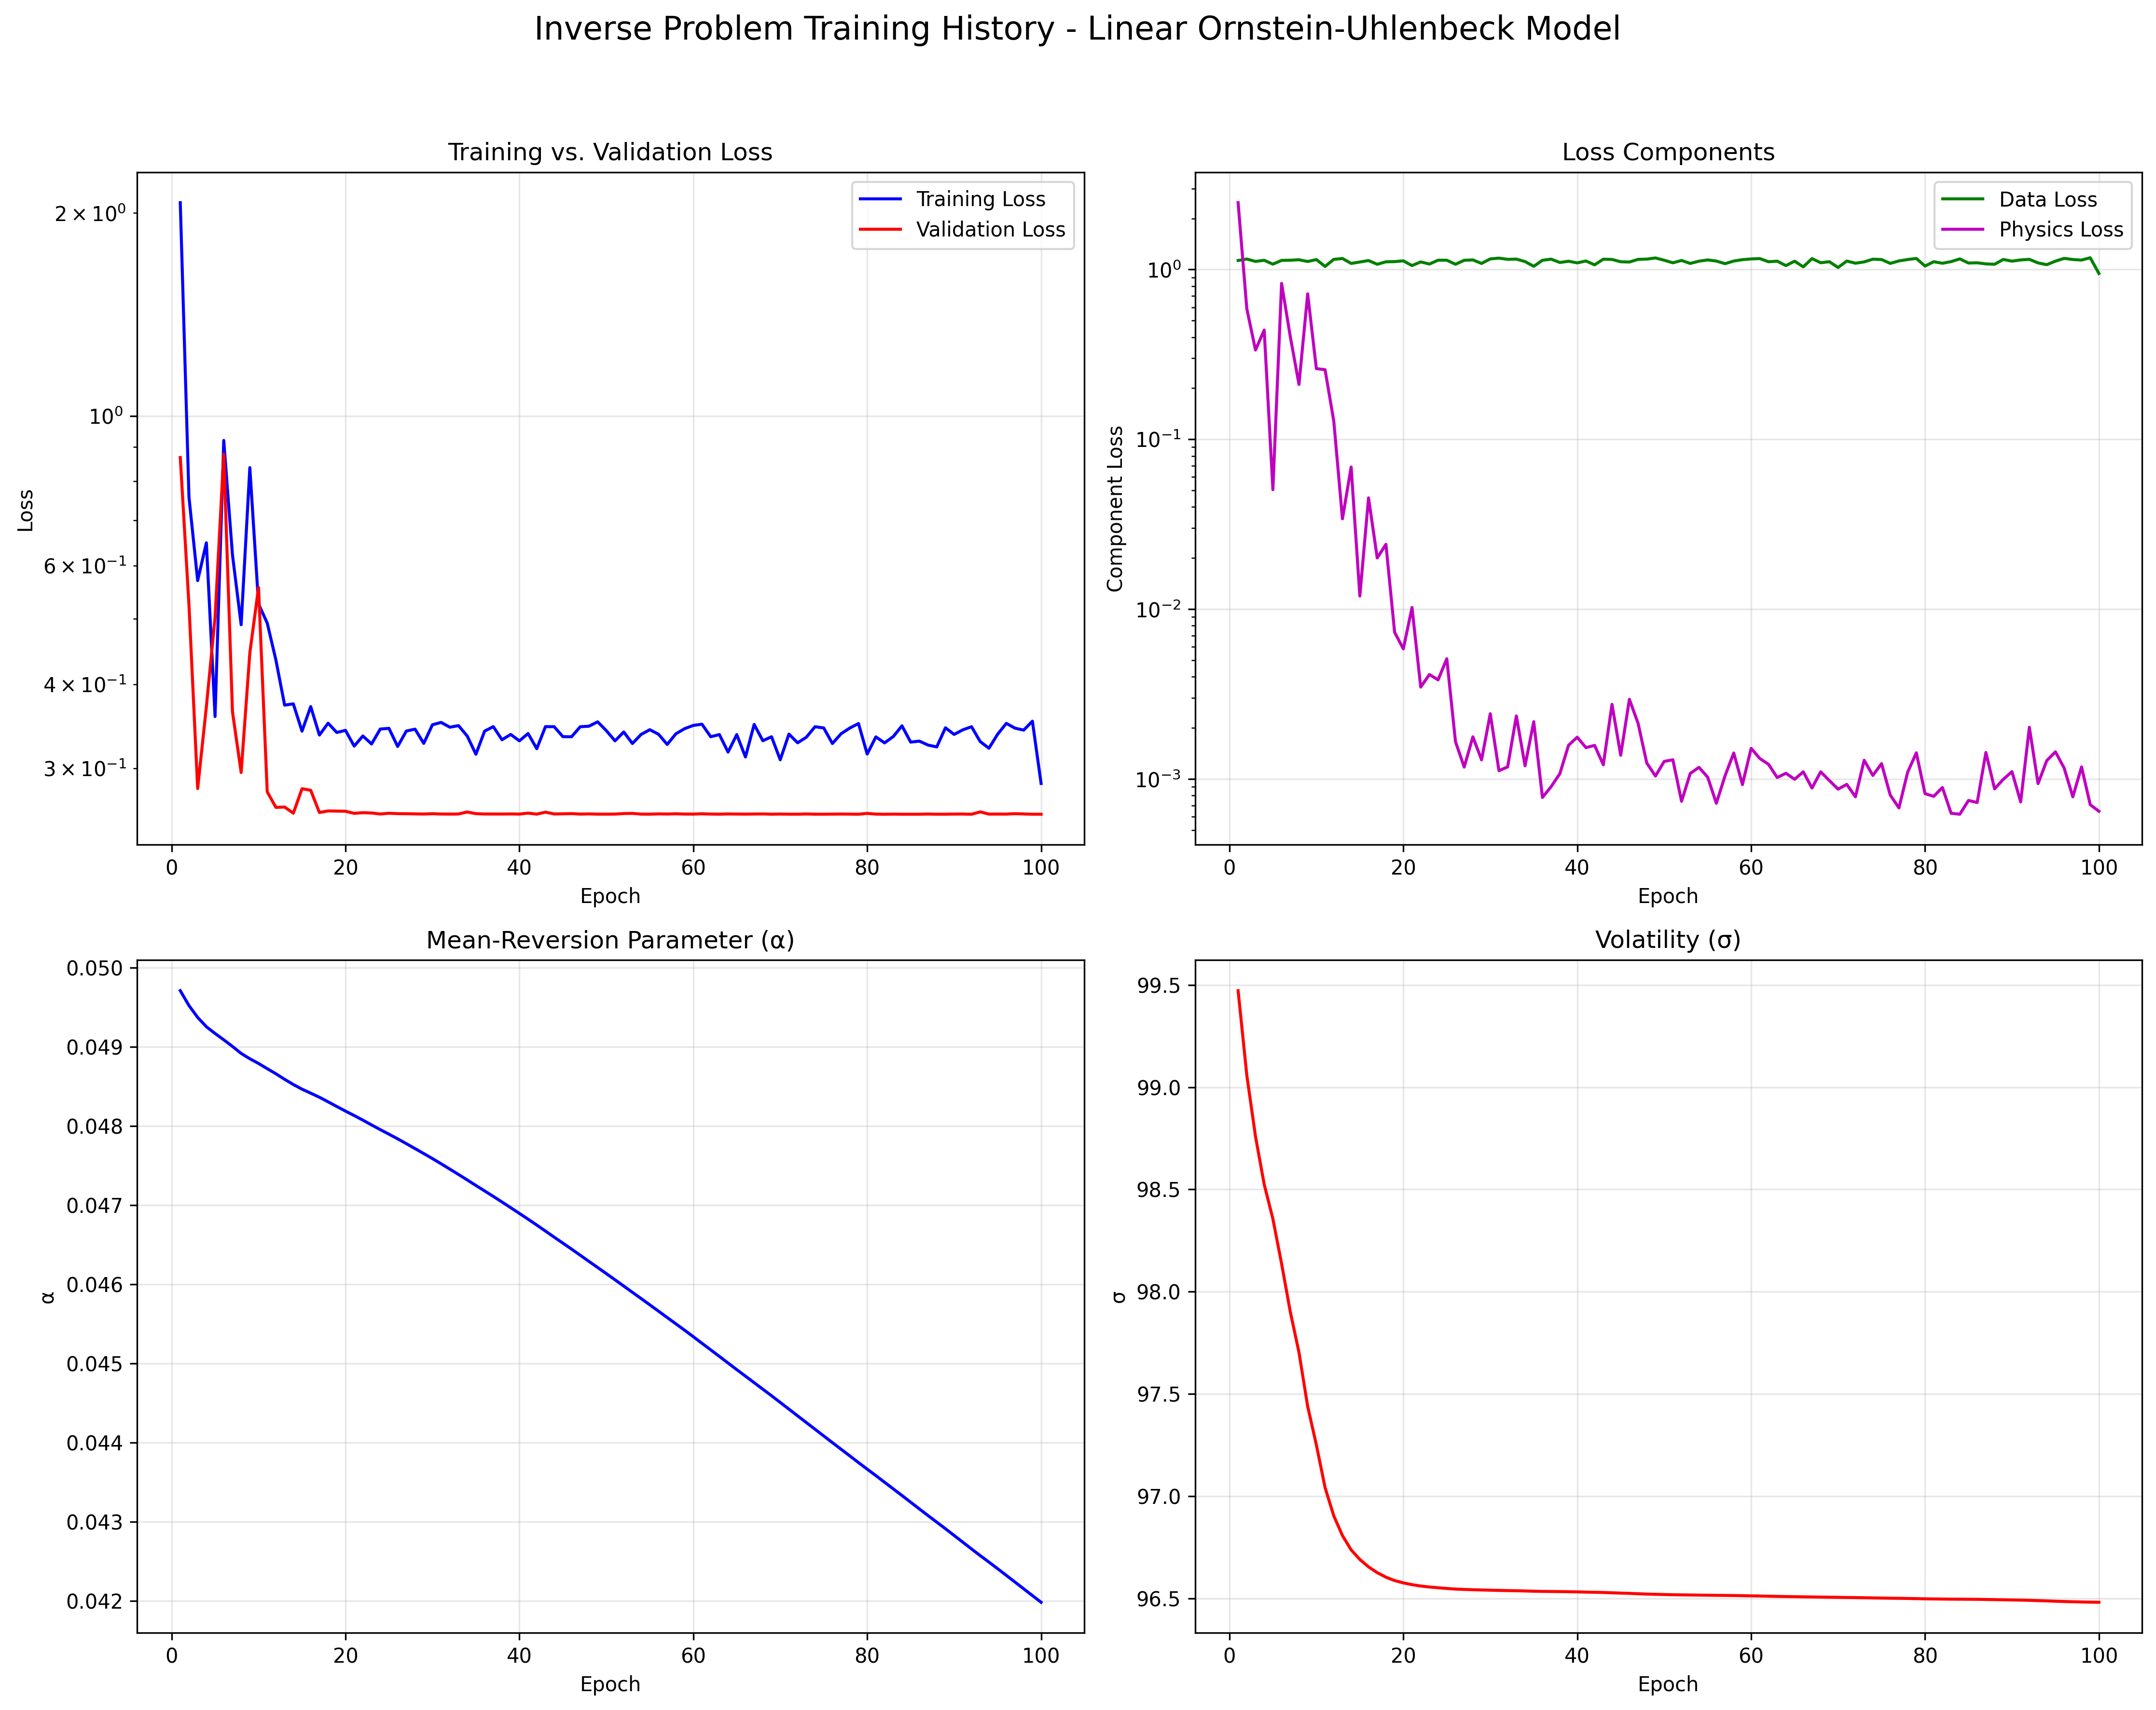 Inverse Problem Training History - Linear Ornstein-Uhlenbeck Model
Training vs. Validation Loss
Training Loss
Validation Loss
2 × 10⁰
10⁰
6 × 10⁻¹
4 × 10⁻¹
3 × 10⁻¹
Loss
0 20 40 60 80 100
Epoch
Loss Components
Data Loss
Physics Loss
10⁰
10⁻¹
10⁻²
10⁻³
Component Loss
0 20 40 60 80 100
Epoch
Mean-Reversion Parameter (α)
0.050
0.049
0.048
0.047
0.046
0.045
0.044
0.043
0.042
α
0 20 40 60 80 100
Epoch
Volatility (σ)
99.5
99.0
98.5
98.0
97.5
97.0
96.5
σ
0 20 40 60 80 100
Epoch